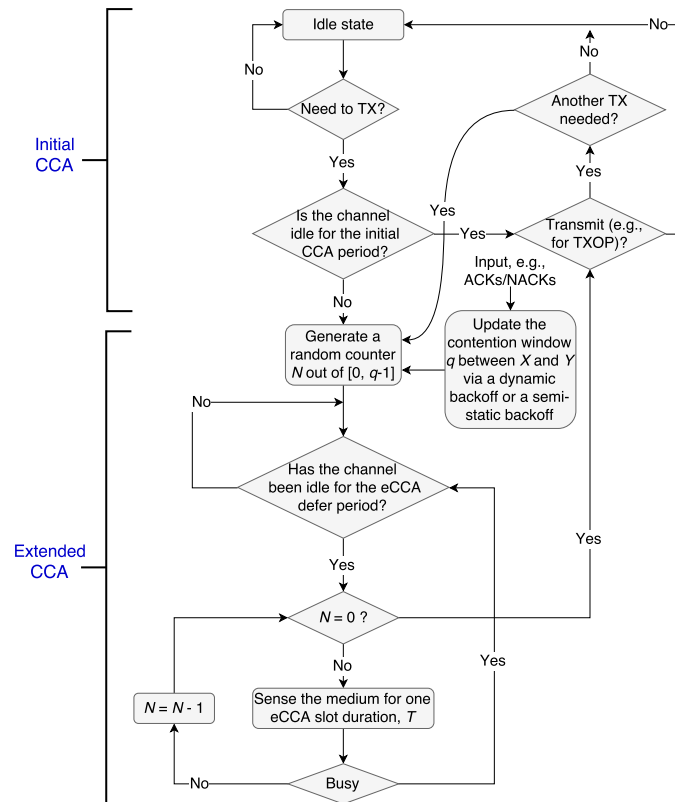 Idle state
No
No
Need to TX?
No
Another TX
needed?
Initial
CCA
Yes
Yes
Is the channel
idle for the initial
CCA period?
Yes
Yes
Transmit (e.g.,
for TXOP)?
Input, e.g.,
ACKs/NACKs
No
Generate a
random counter
N out of [0, q-1]
Update the
contention window
q between X and Y
via a dynamic
backoff or a semi-
static backoff
No
Has the channel
been idle for the eCCA
defer period?
Extended
CCA
Yes
Yes
N = 0 ?
No
Yes
N = N - 1
Sense the medium for one
eCCA slot duration, T
No
Busy